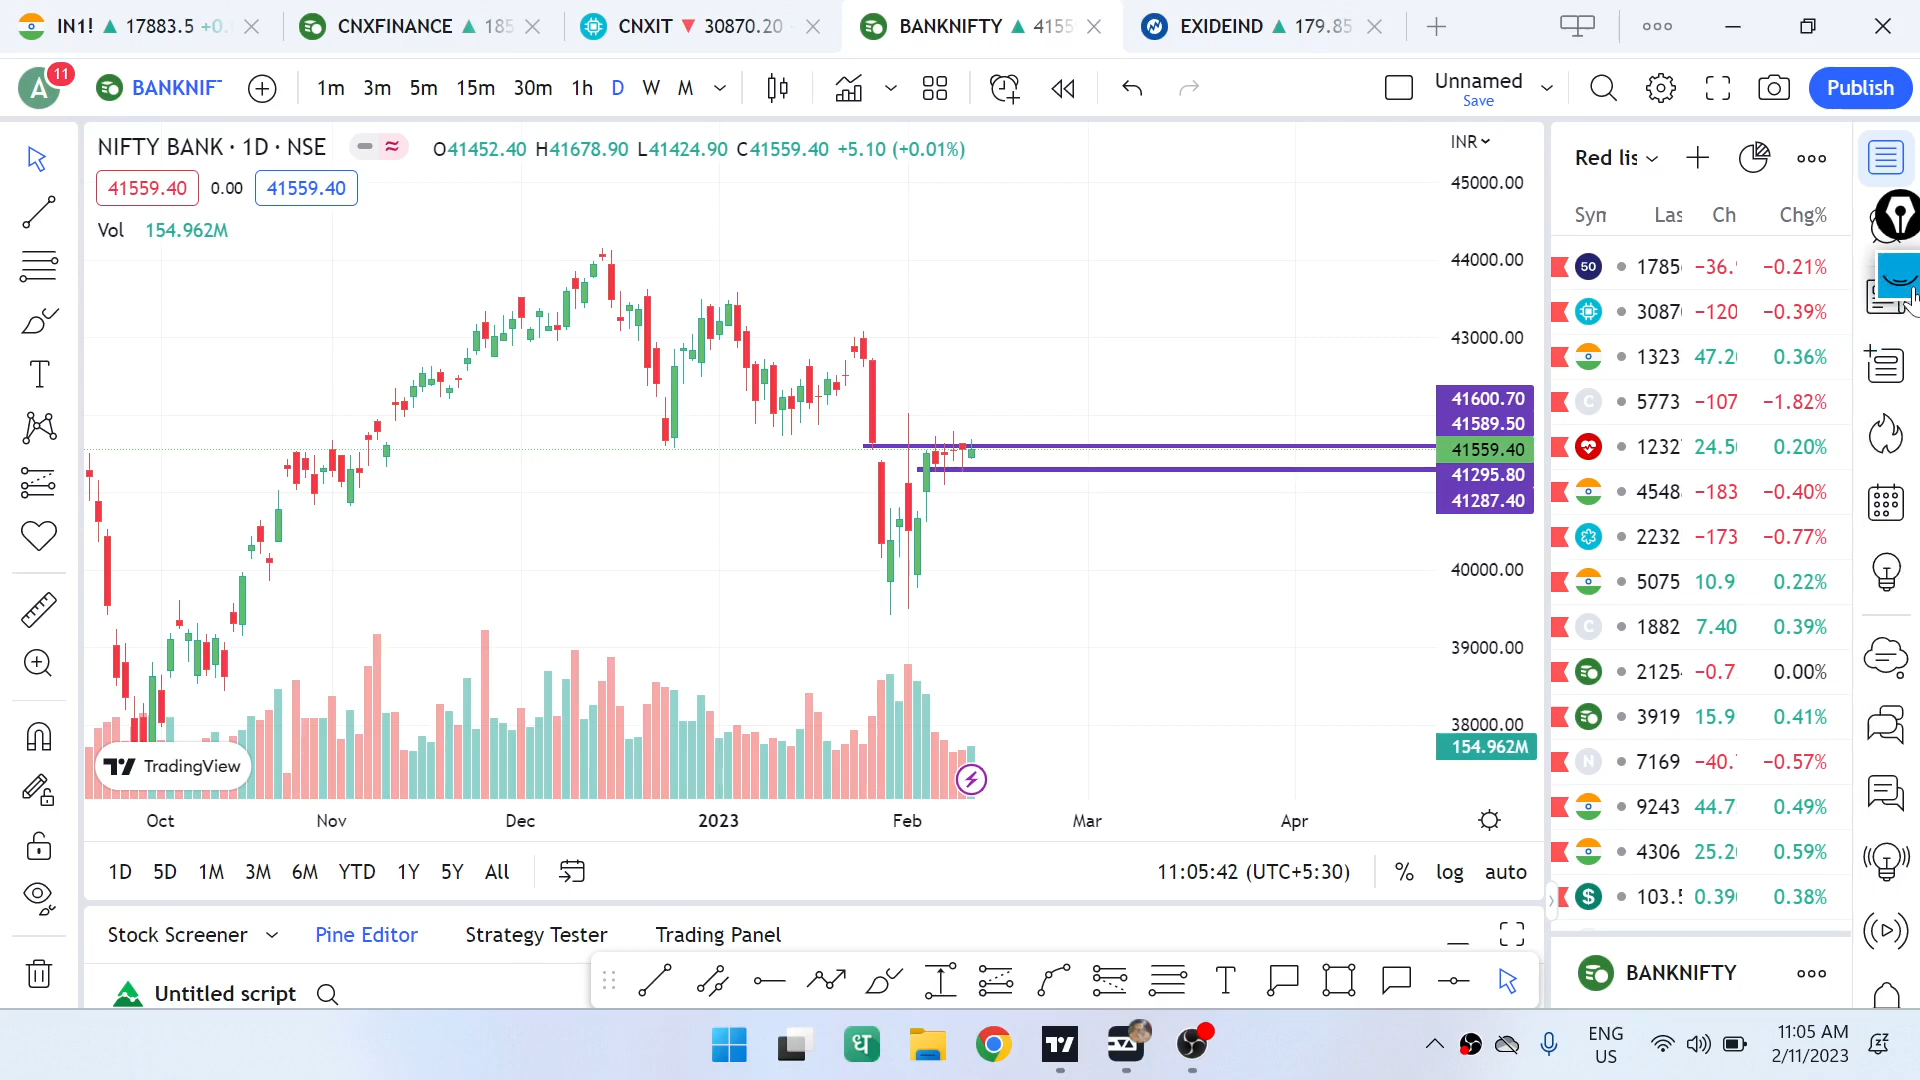 IN1! ▲ 17883.5 +0.
CNXFINANCE ▲ 185
CNXIT ▼ 30870.20
BANKNIFTY ▲ 4155
EXIDEIND ▲ 179.85
A 11
BANKNIF
1m 3m 5m 15m 30m 1h D W M
Unnamed
Save
Publish
NIFTY BANK · 1D · NSE
O41452.40 H41678.90 L41424.90 C41559.40 +5.10 (+0.01%)
INR
41559.40 0.00 41559.40
Vol 154.962M
45000.00
44000.00
43000.00
41600.70
41589.50
41559.40
41295.80
41287.40
40000.00
39000.00
38000.00
154.962M
TradingView
Oct Nov Dec 2023 Feb Mar Apr
1D 5D 1M 3M 6M YTD 1Y 5Y All
11:05:42 (UTC+5:30) % log auto
Stock Screener Pine Editor Strategy Tester Trading Panel
Untitled script
Red lis
Sym Las Ch Chg%
50 1785 −36. −0.21%
3087 −120 −0.39%
1323 47.2 0.36%
C 5773 −107 −1.82%
1232 24.5 0.20%
4548 −183 −0.40%
2232 −173 −0.77%
5075 10.9 0.22%
C 1882 7.40 0.39%
2125 −0.7 0.00%
3919 15.9 0.41%
N 7169 −40. −0.57%
9243 44.7 0.49%
4306 25.2 0.59%
$ 103.5 0.39 0.38%
BANKNIFTY
ध
ENG
US
11:05 AM
2/11/2023